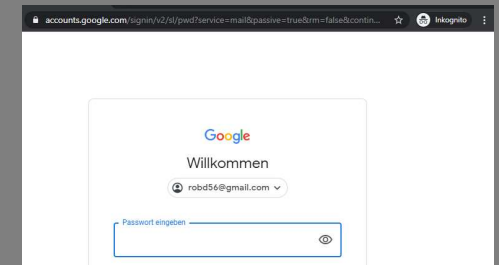 accounts.google.com/signin/v2/sl/pwd?service=mail&passive=true&rm=false&contin... Inkognito
Google
Willkommen
robd56@gmail.com
Passwort eingeben